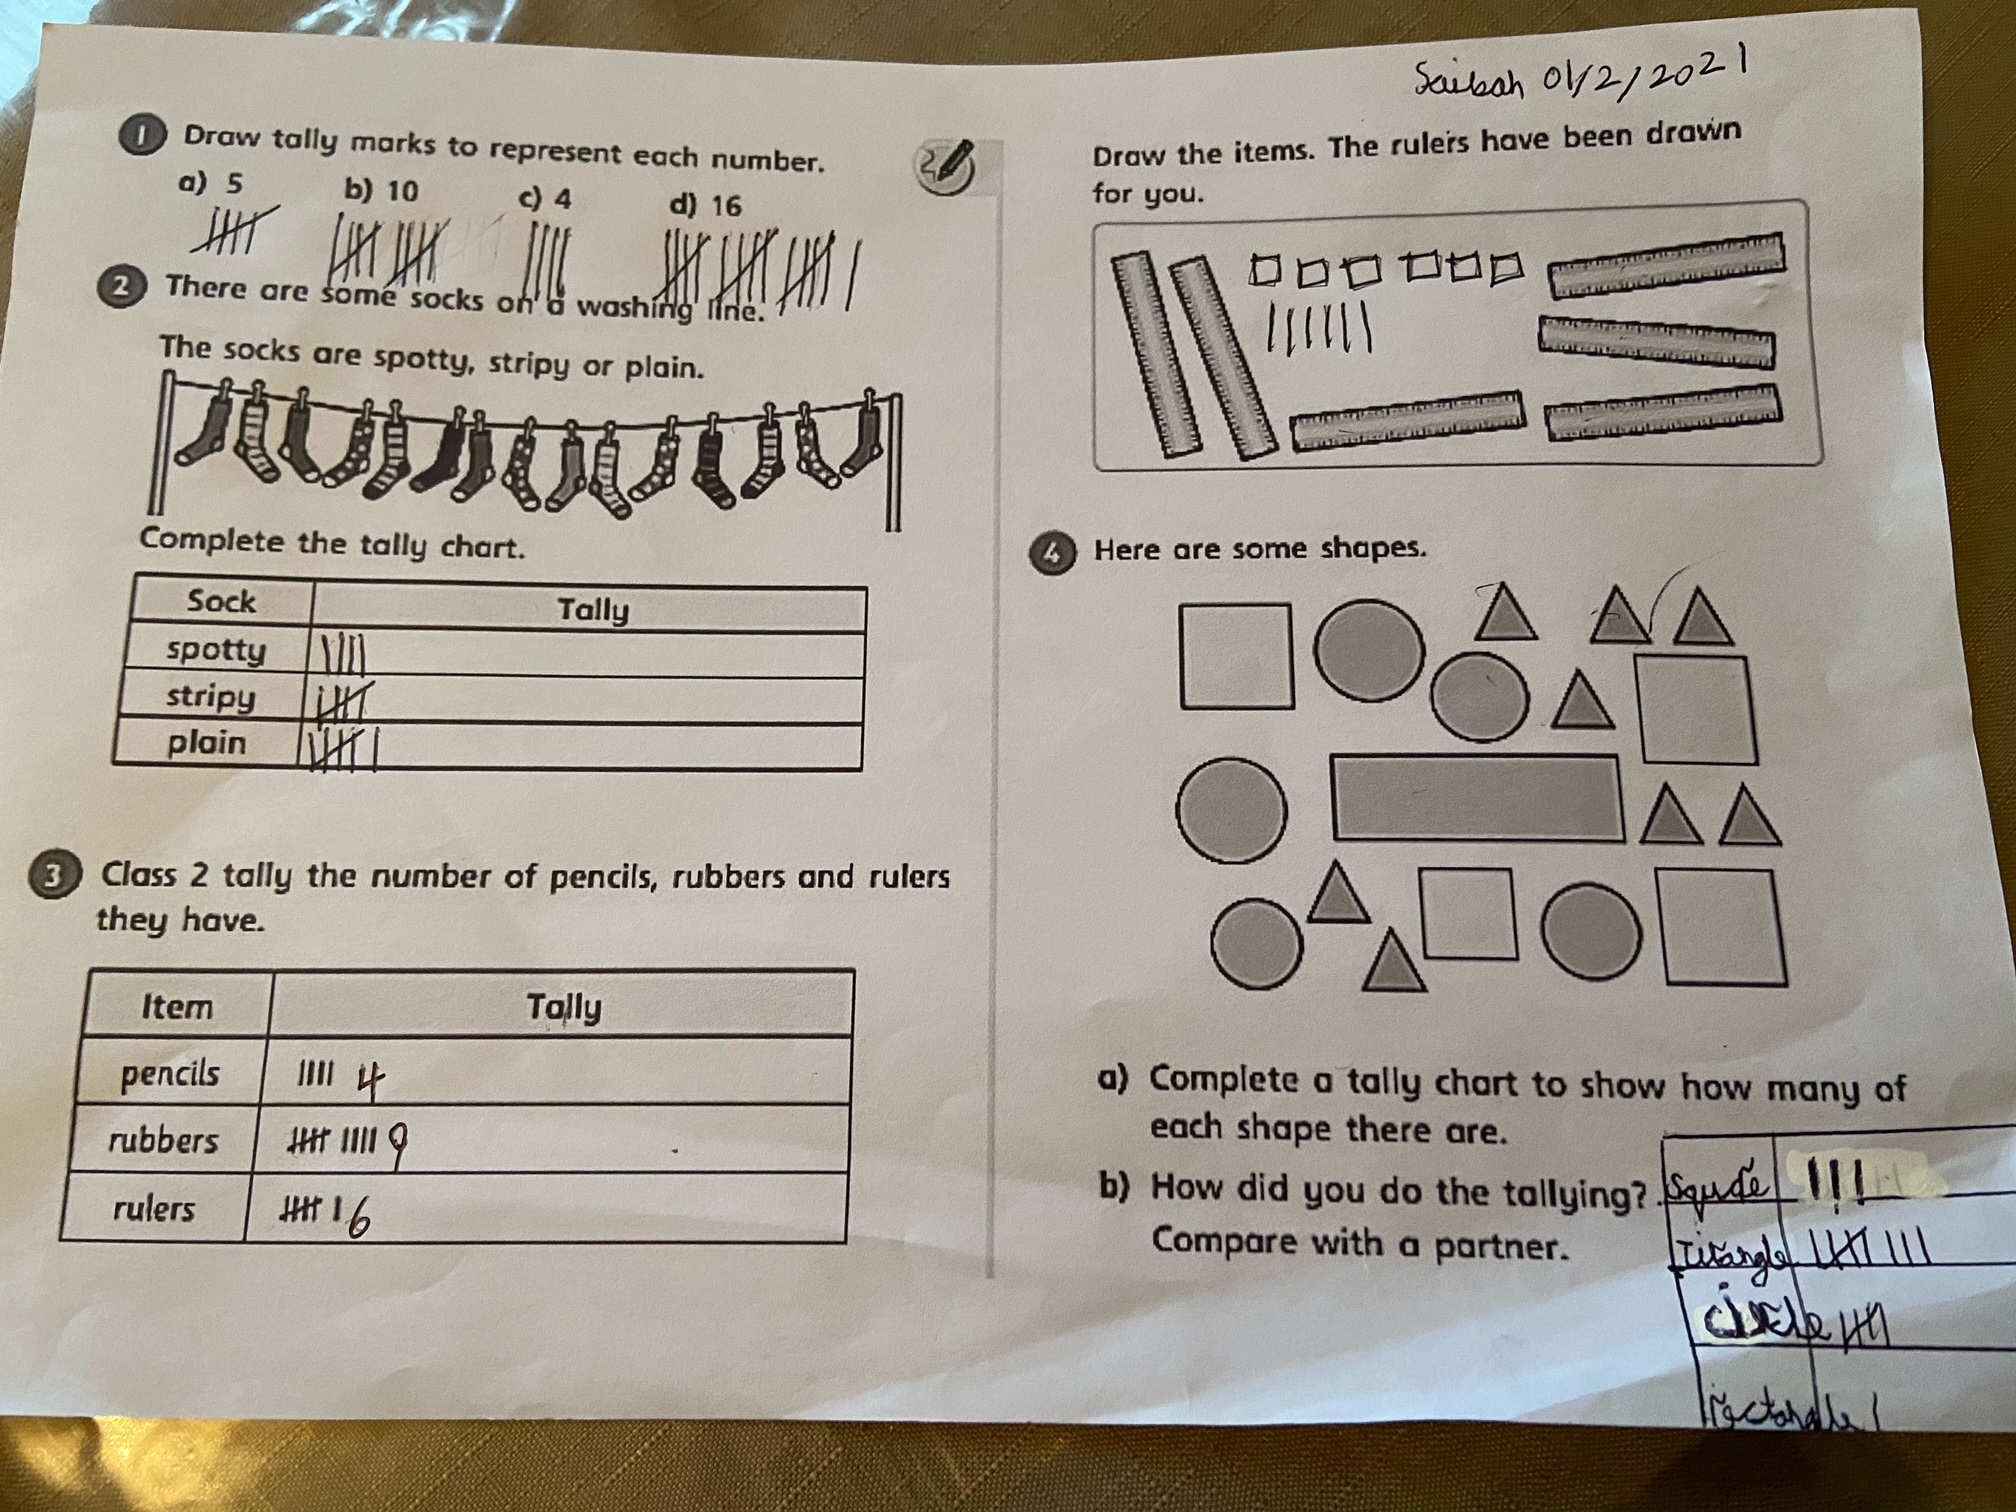 Saibah 01/2/2021
1 Draw tally marks to represent each number.
a) 5 b) 10 c) 4 d) 16
2 There are some socks on a washing line.
The socks are spotty, stripy or plain.
Complete the tally chart.
Sock Tally
spotty
stripy
plain
3 Class 2 tally the number of pencils, rubbers and rulers
they have.
Item Tally
pencils 4
rubbers 9
rulers 6
Draw the items. The rulers have been drawn
for you.
4 Here are some shapes.
a) Complete a tally chart to show how many of
each shape there are.
b) How did you do the tallying?
Compare with a partner.
circle
rectangle